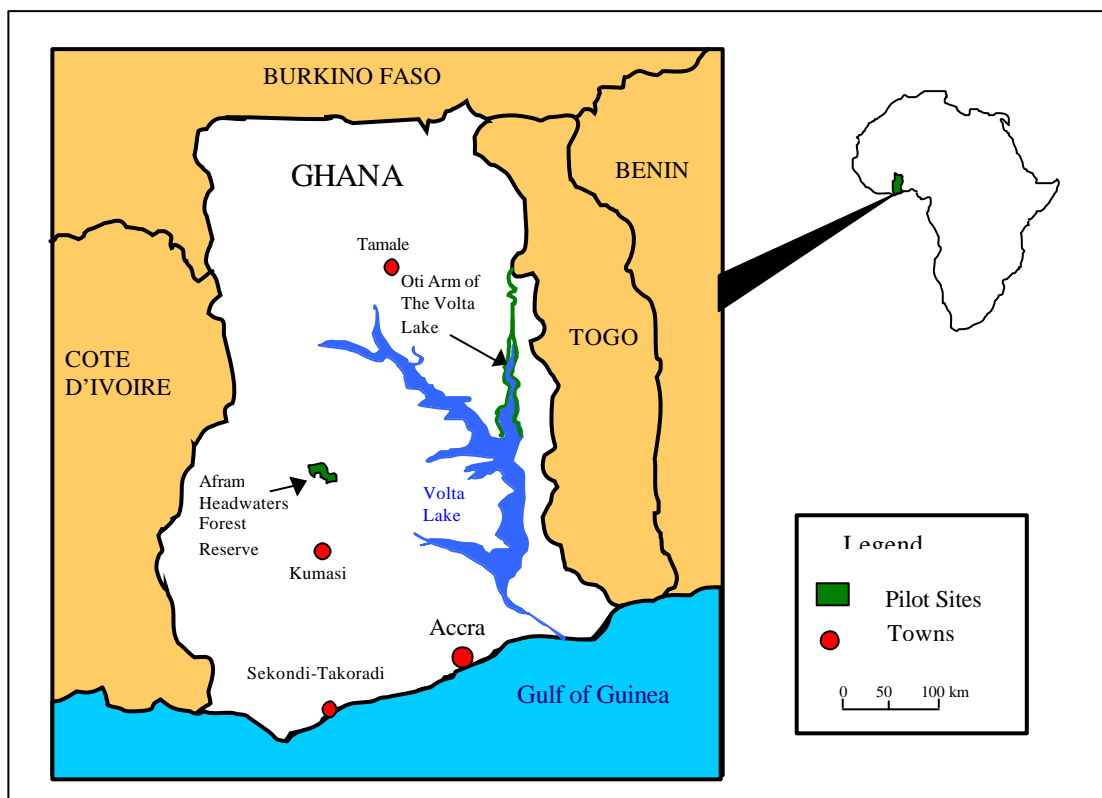 BURKINO FASO
GHANA
BENIN
Tamale
Oti Arm of
The Volta
Lake
TOGO
COTE
D'IVOIRE
Afram
Headwaters
Forest
Reserve
Volta
Lake
Kumasi
Accra
Sekondi-Takoradi
Gulf of Guinea
Legend
Pilot Sites
Towns
0 50 100 km